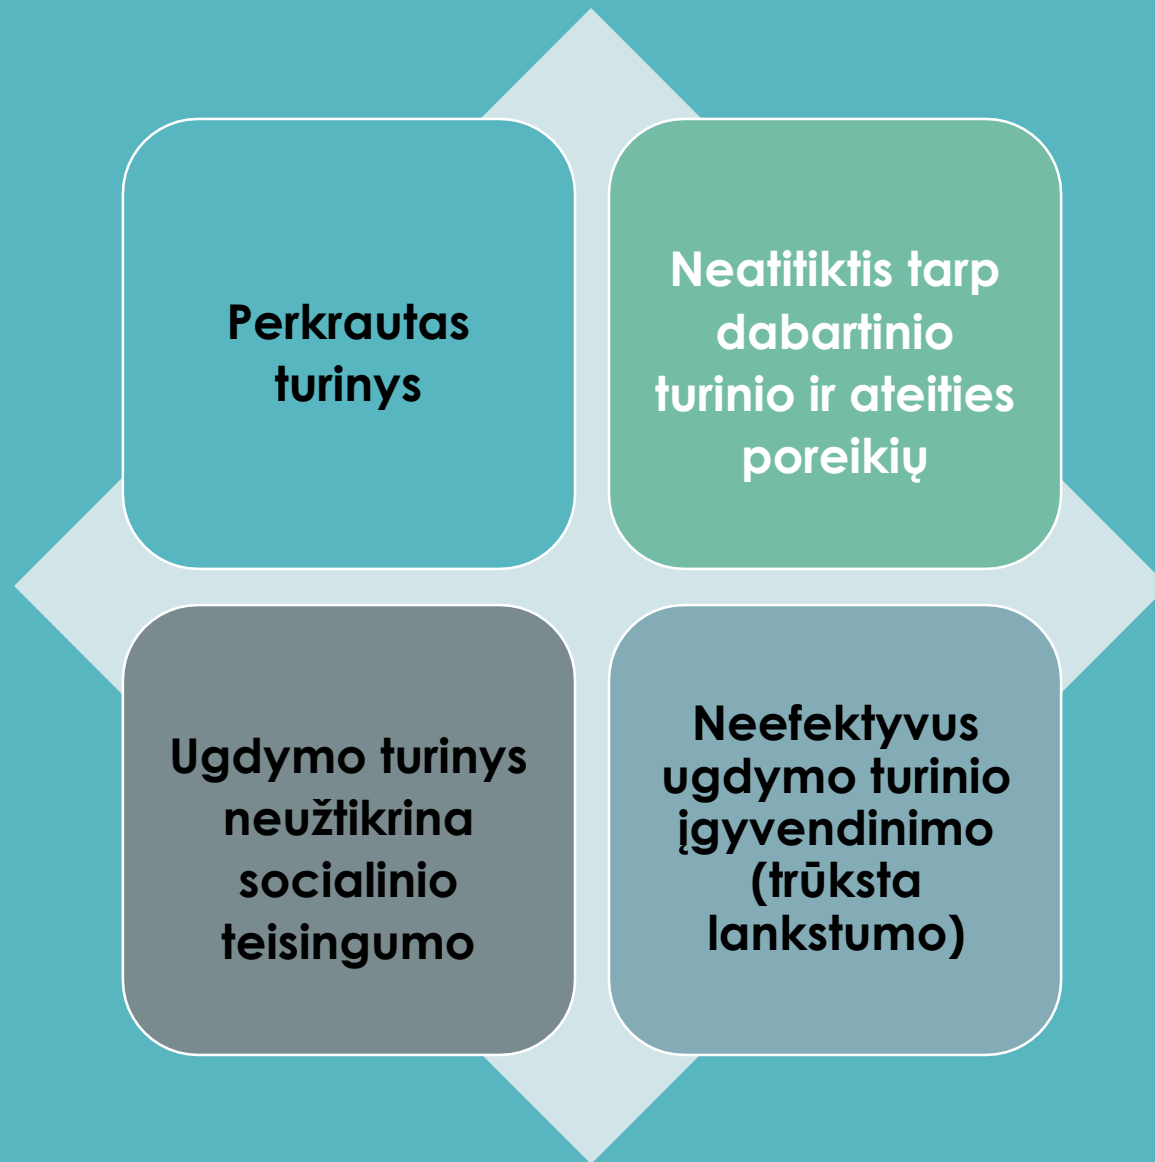 Perkrautas
turinys
Neatitiktis tarp
dabartinio
turinio ir ateities
poreikių
Ugdymo turinys
neužtikrina
socialinio
teisingumo
Neefektyvus
ugdymo turinio
įgyvendinimo
(trūksta
lankstumo)